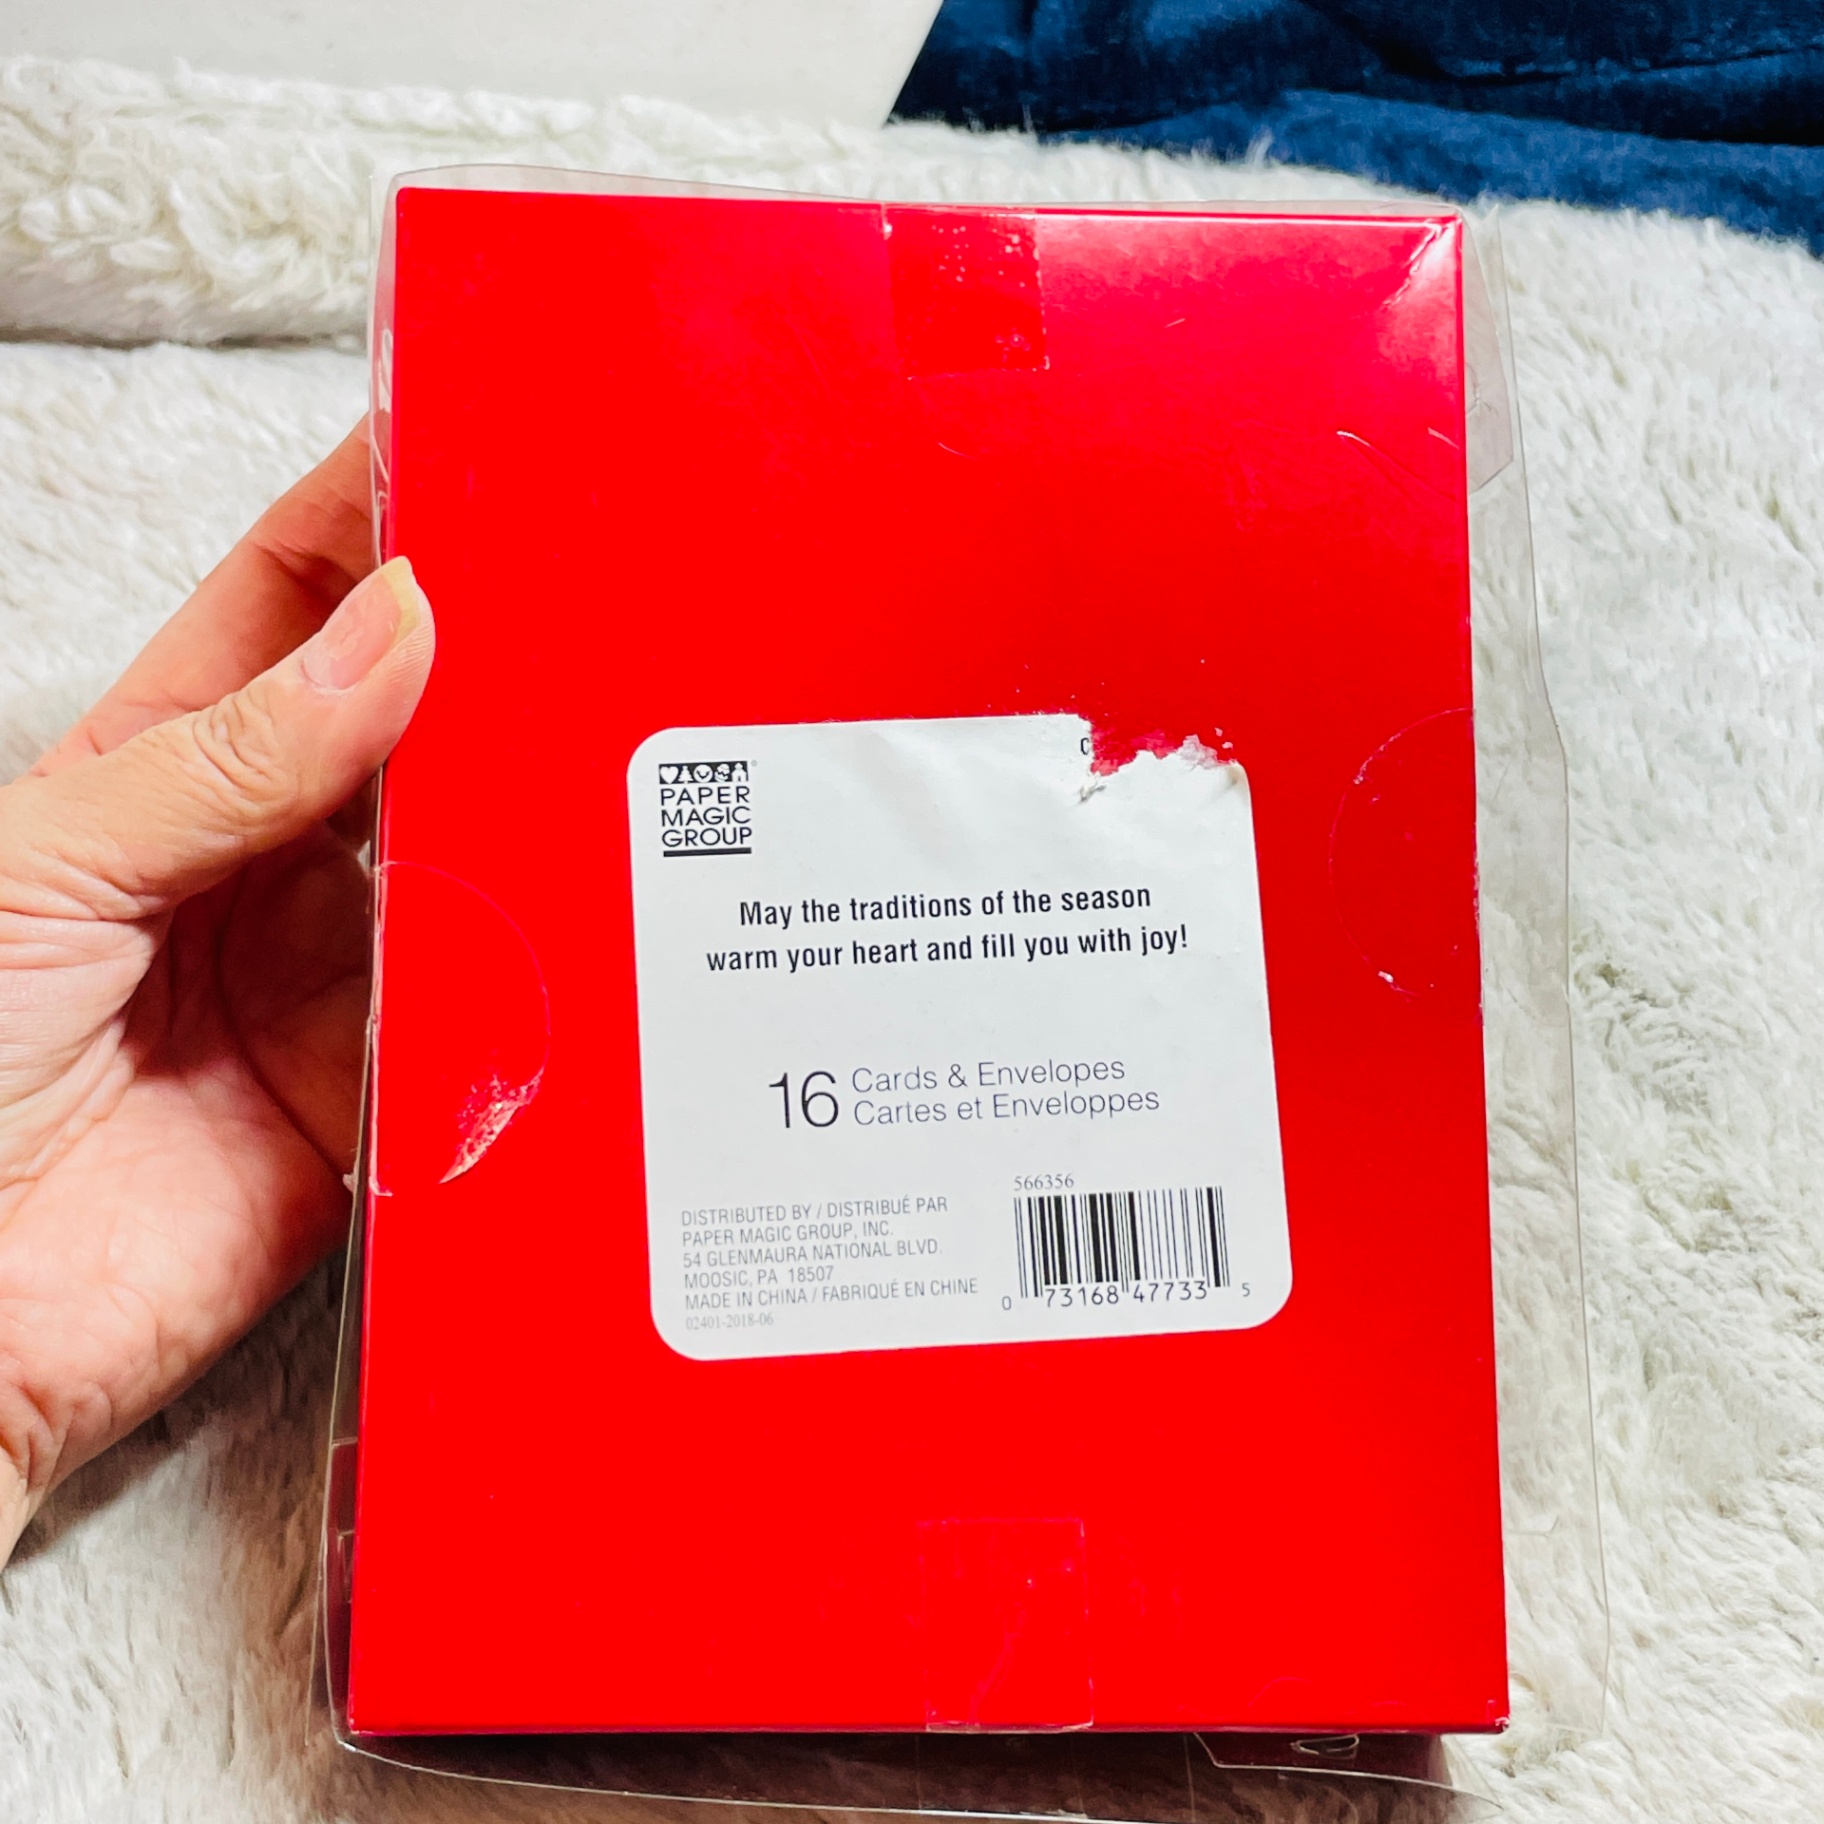 PAPER
MAGIC
GROUP
®
May the traditions of the season
warm your heart and fill you with joy!
16 Cards & Envelopes
Cartes et Enveloppes
DISTRIBUTED BY / DISTRIBUÉ PAR
PAPER MAGIC GROUP, INC.
54 GLENMAURA NATIONAL BLVD.
MOOSIC, PA 18507
MADE IN CHINA / FABRIQUÉ EN CHINE
02401-2018-06
566356
0 73168 47733 5